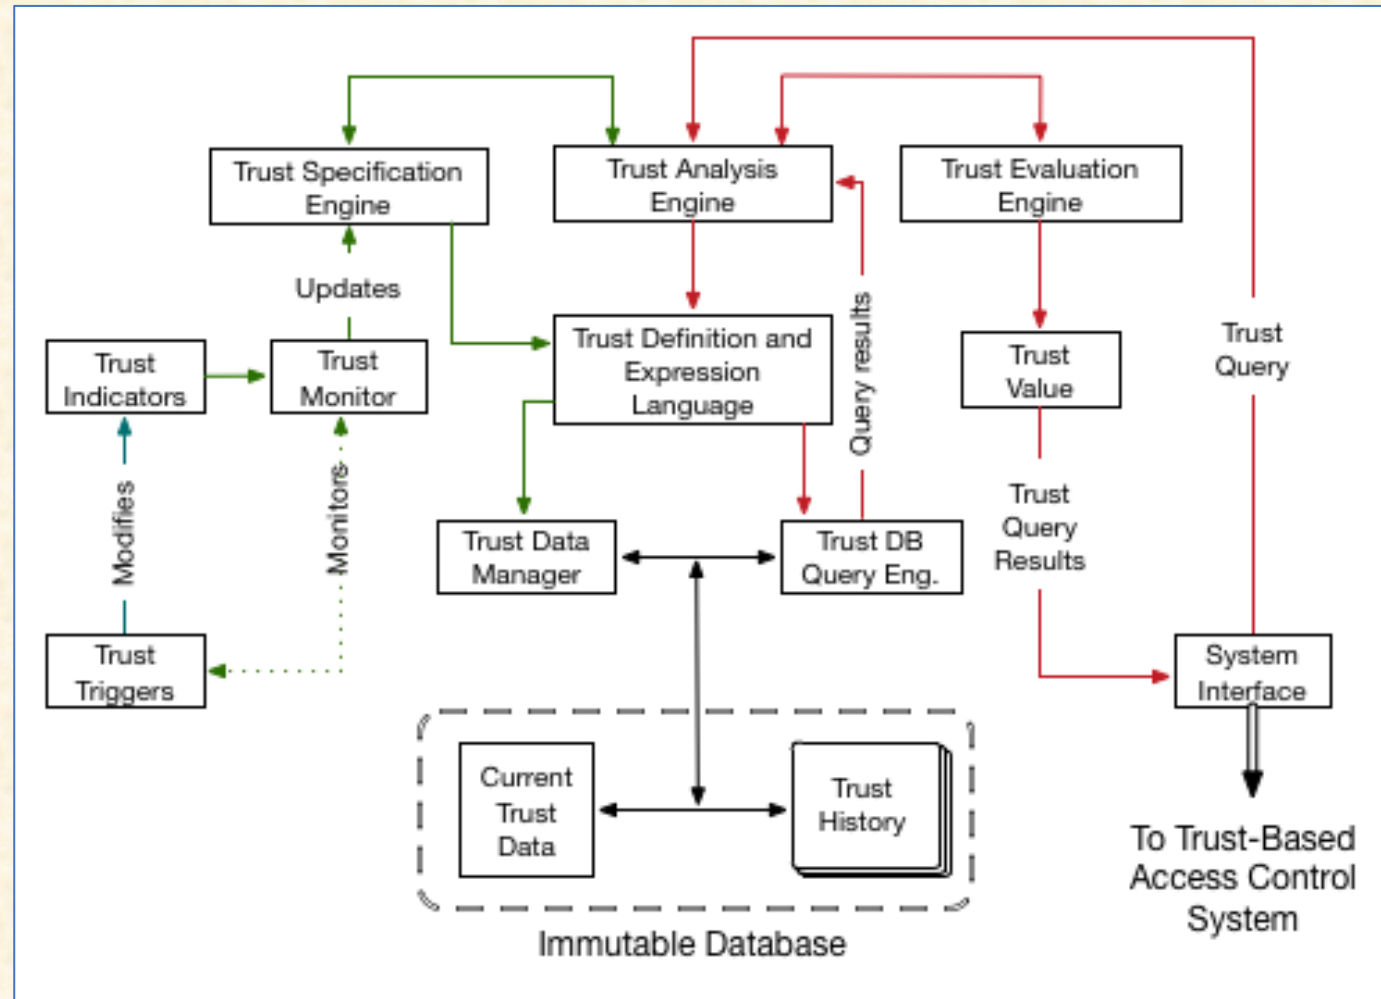 Trust Specification
Engine
Trust Analysis
Engine
Trust Evaluation
Engine
Updates
Trust
Indicators
Trust
Monitor
Trust Definition and
Expression
Language
Query results
Trust
Value
Trust
Query
Modifies
Monitors
Trust Data
Manager
Trust DB
Query Eng.
Trust
Query
Results
Trust
Triggers
System
Interface
Current
Trust
Data
Trust
History
To Trust-Based
Access Control
System
Immutable Database